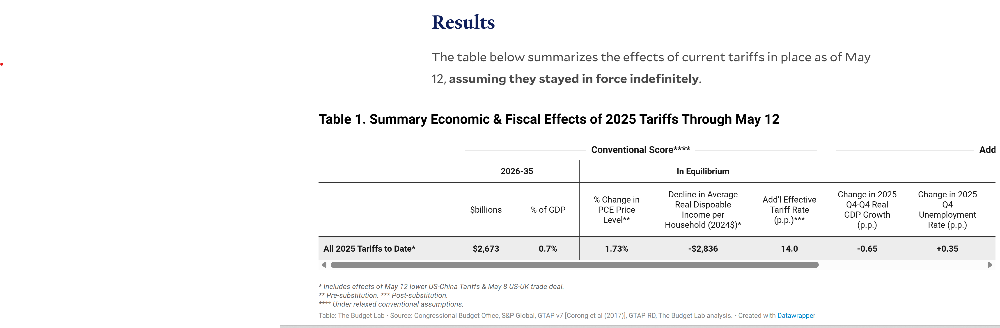 Results
The table below summarizes the effects of current tariffs in place as of May
12, assuming they stayed in force indefinitely.
Table 1. Summary Economic & Fiscal Effects of 2025 Tariffs Through May 12
Conventional Score**** Add
2026-35 In Equilibrium
$billions % of GDP % Change in PCE Price Level** Decline in Average Real Dispoable Income per Household (2024$)* Add'l Effective Tariff Rate (p.p.)*** Change in 2025 Q4-Q4 Real GDP Growth (p.p.) Change in 2025 Q4 Unemployment Rate (p.p.)
All 2025 Tariffs to Date* $2,673 0.7% 1.73% -$2,836 14.0 -0.65 +0.35
* Includes effects of May 12 lower US-China Tariffs & May 8 US-UK trade deal.
** Pre-substitution. *** Post-substitution.
**** Under relaxed conventional assumptions.
Table: The Budget Lab • Source: Congressional Budget Office, S&P Global, GTAP v7 [Corong et al (2017)], GTAP-RD, The Budget Lab analysis. • Created with Datawrapper